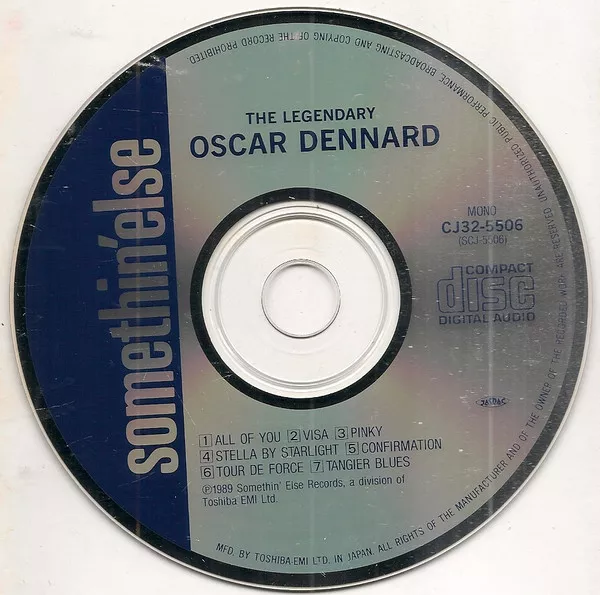 THE LEGENDARY
OSCAR DENNARD
somethin'else
MONO
CJ32-5506
(SCJ-5506)
COMPACT
disc
DIGITAL AUDIO
JASRAC
1 ALL OF YOU 2 VISA 3 PINKY
4 STELLA BY STARLIGHT 5 CONFIRMATION
6 TOUR DE FORCE 7 TANGIER BLUES
℗1989 Somethin' Else Records, a division of
Toshiba EMI Ltd.
MFD. BY TOSHIBA-EMI LTD. IN JAPAN. ALL RIGHTS OF THE MANUFACTURER AND OF THE OWNER OF THE RECORDED WORK ARE RESERVED UNAUTHORIZED PUBLIC PERFORMANCE, BROADCASTING AND COPYING OF THE RECORD PROHIBITED